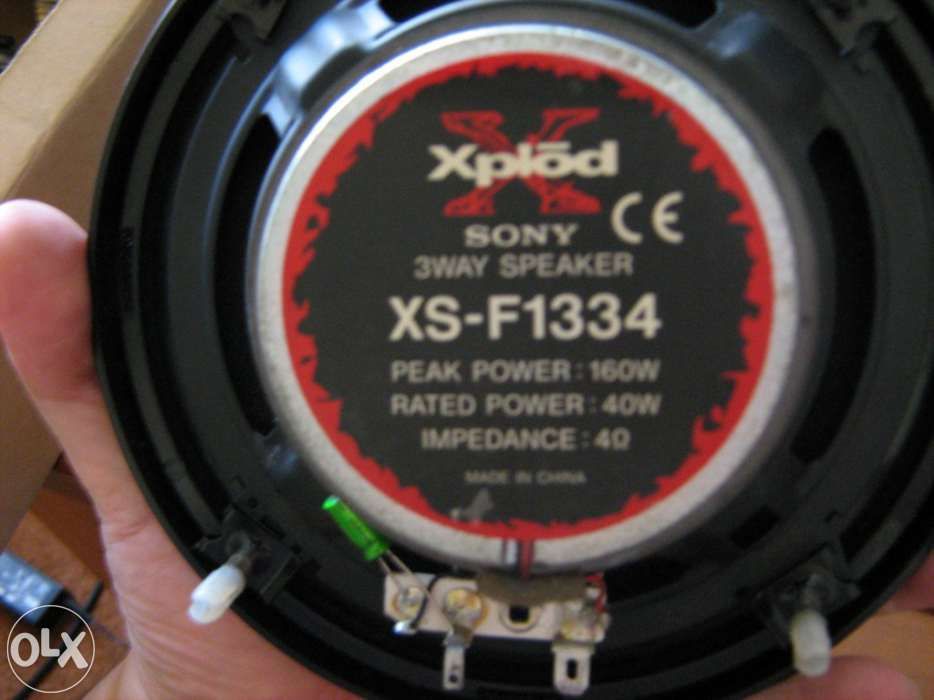 Xplōd
SONY CE
3WAY SPEAKER
XS-F1334
PEAK POWER : 160W
RATED POWER : 40W
IMPEDANCE : 4Ω
MADE IN CHINA
OLX